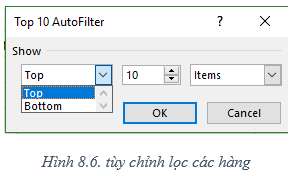 Top 10 AutoFilter ? ×
Show
Top 10 Items
Top
Bottom
OK Cancel
Hình 8.6. tùy chỉnh lọc các hàng